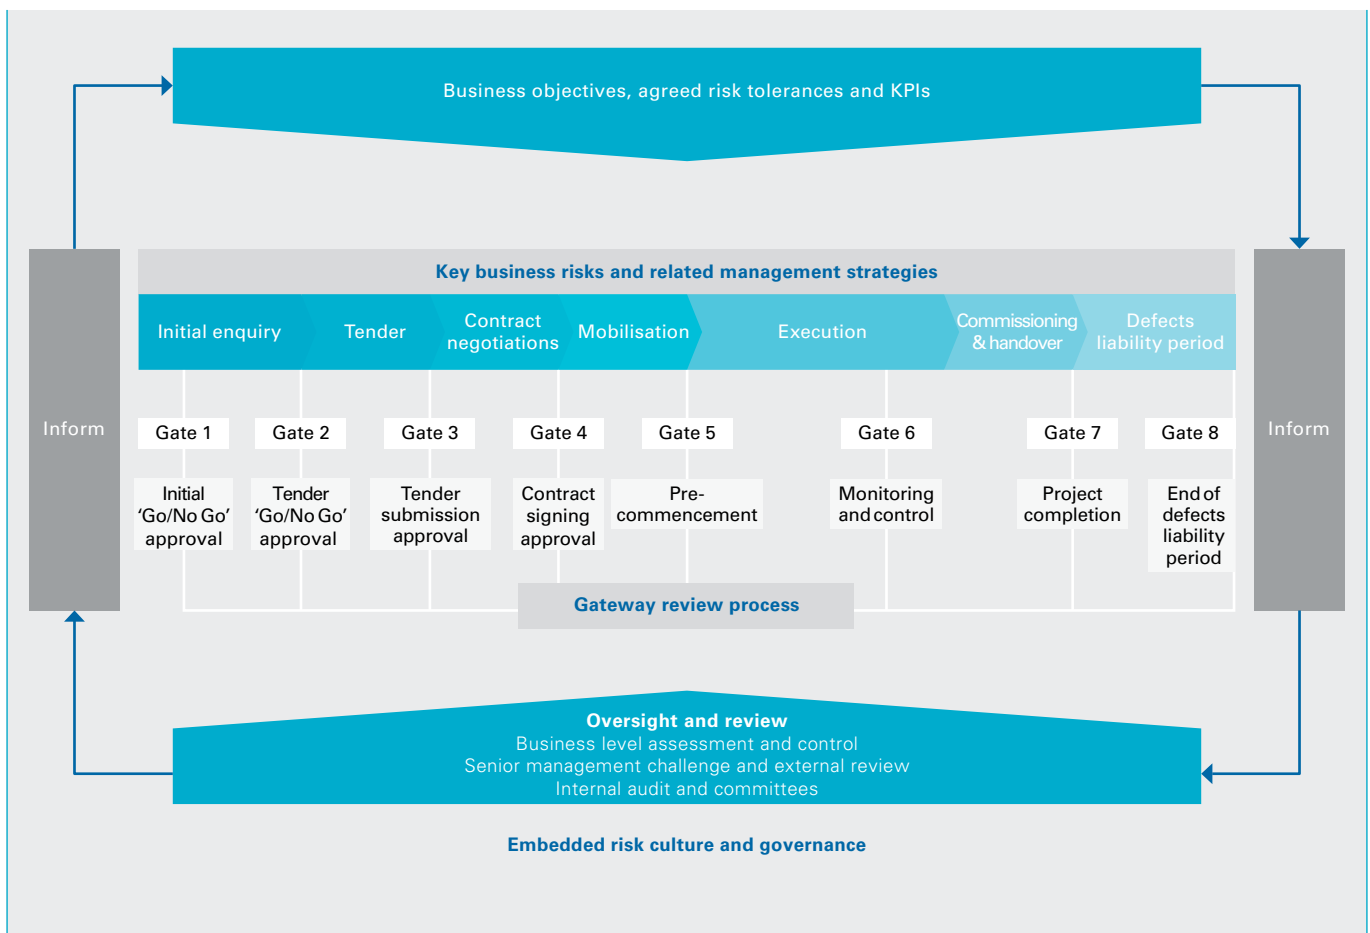 Business objectives, agreed risk tolerances and KPIs
Inform
Key business risks and related management strategies
Initial enquiry
Tender
Contract
negotiations
Mobilisation
Execution
Commissioning
& handover
Defects
liability period
Gate 1
Gate 2
Gate 3
Gate 4
Gate 5
Gate 6
Gate 7
Gate 8
Initial
‘Go/No Go’
approval
Tender
‘Go/No Go’
approval
Tender
submission
approval
Contract
signing
approval
Pre-
commencement
Monitoring
and control
Project
completion
End of
defects
liability
period
Gateway review process
Inform
Oversight and review
Business level assessment and control
Senior management challenge and external review
Internal audit and committees
Embedded risk culture and governance